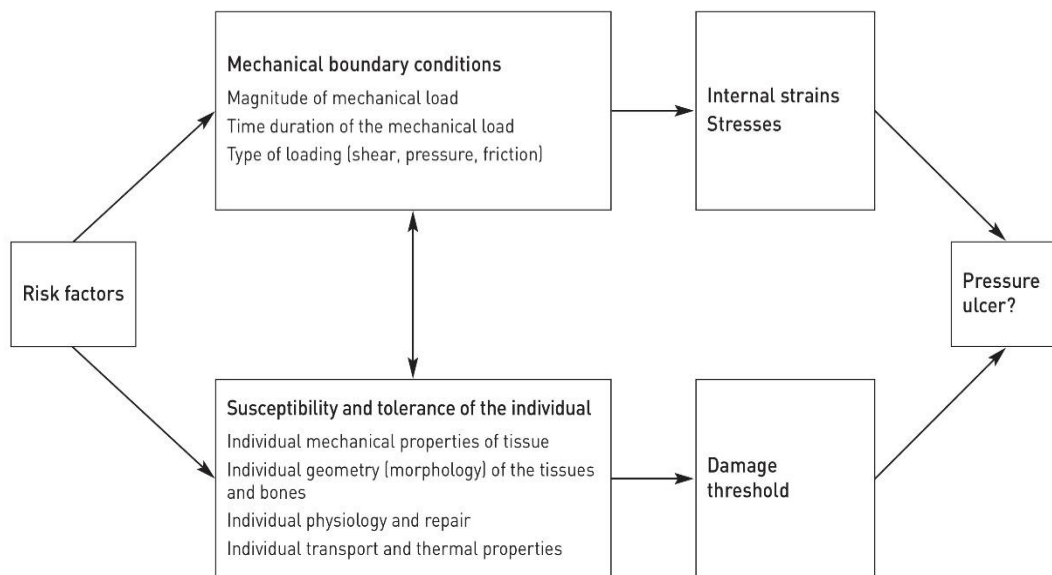 Risk factors
Mechanical boundary conditions
Magnitude of mechanical load
Time duration of the mechanical load
Type of loading (shear, pressure, friction)
Internal strains
Stresses
Susceptibility and tolerance of the individual
Individual mechanical properties of tissue
Individual geometry (morphology) of the tissues
and bones
Individual physiology and repair
Individual transport and thermal properties
Damage
threshold
Pressure
ulcer?